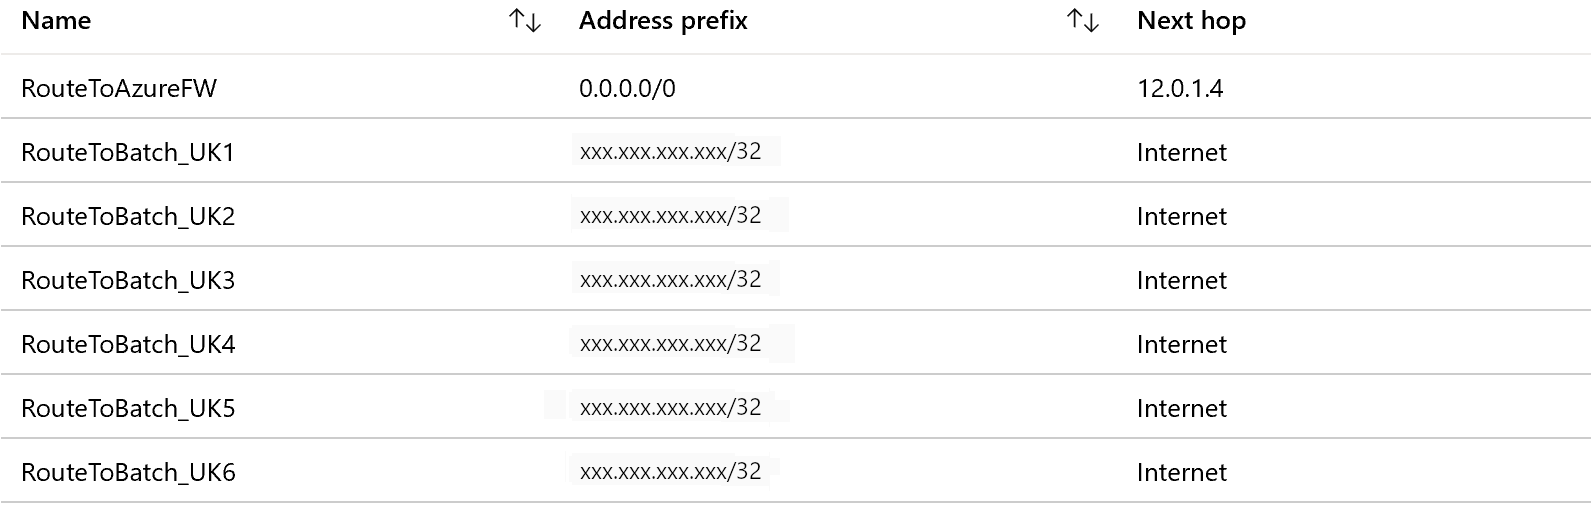 Name ↑↓ Address prefix ↑↓ Next hop
RouteToAzureFW 0.0.0.0/0 12.0.1.4
RouteToBatch_UK1 xxx.xxx.xxx.xxx/32 Internet
RouteToBatch_UK2 xxx.xxx.xxx.xxx/32 Internet
RouteToBatch_UK3 xxx.xxx.xxx.xxx/32 Internet
RouteToBatch_UK4 xxx.xxx.xxx.xxx/32 Internet
RouteToBatch_UK5 xxx.xxx.xxx.xxx/32 Internet
RouteToBatch_UK6 xxx.xxx.xxx.xxx/32 Internet